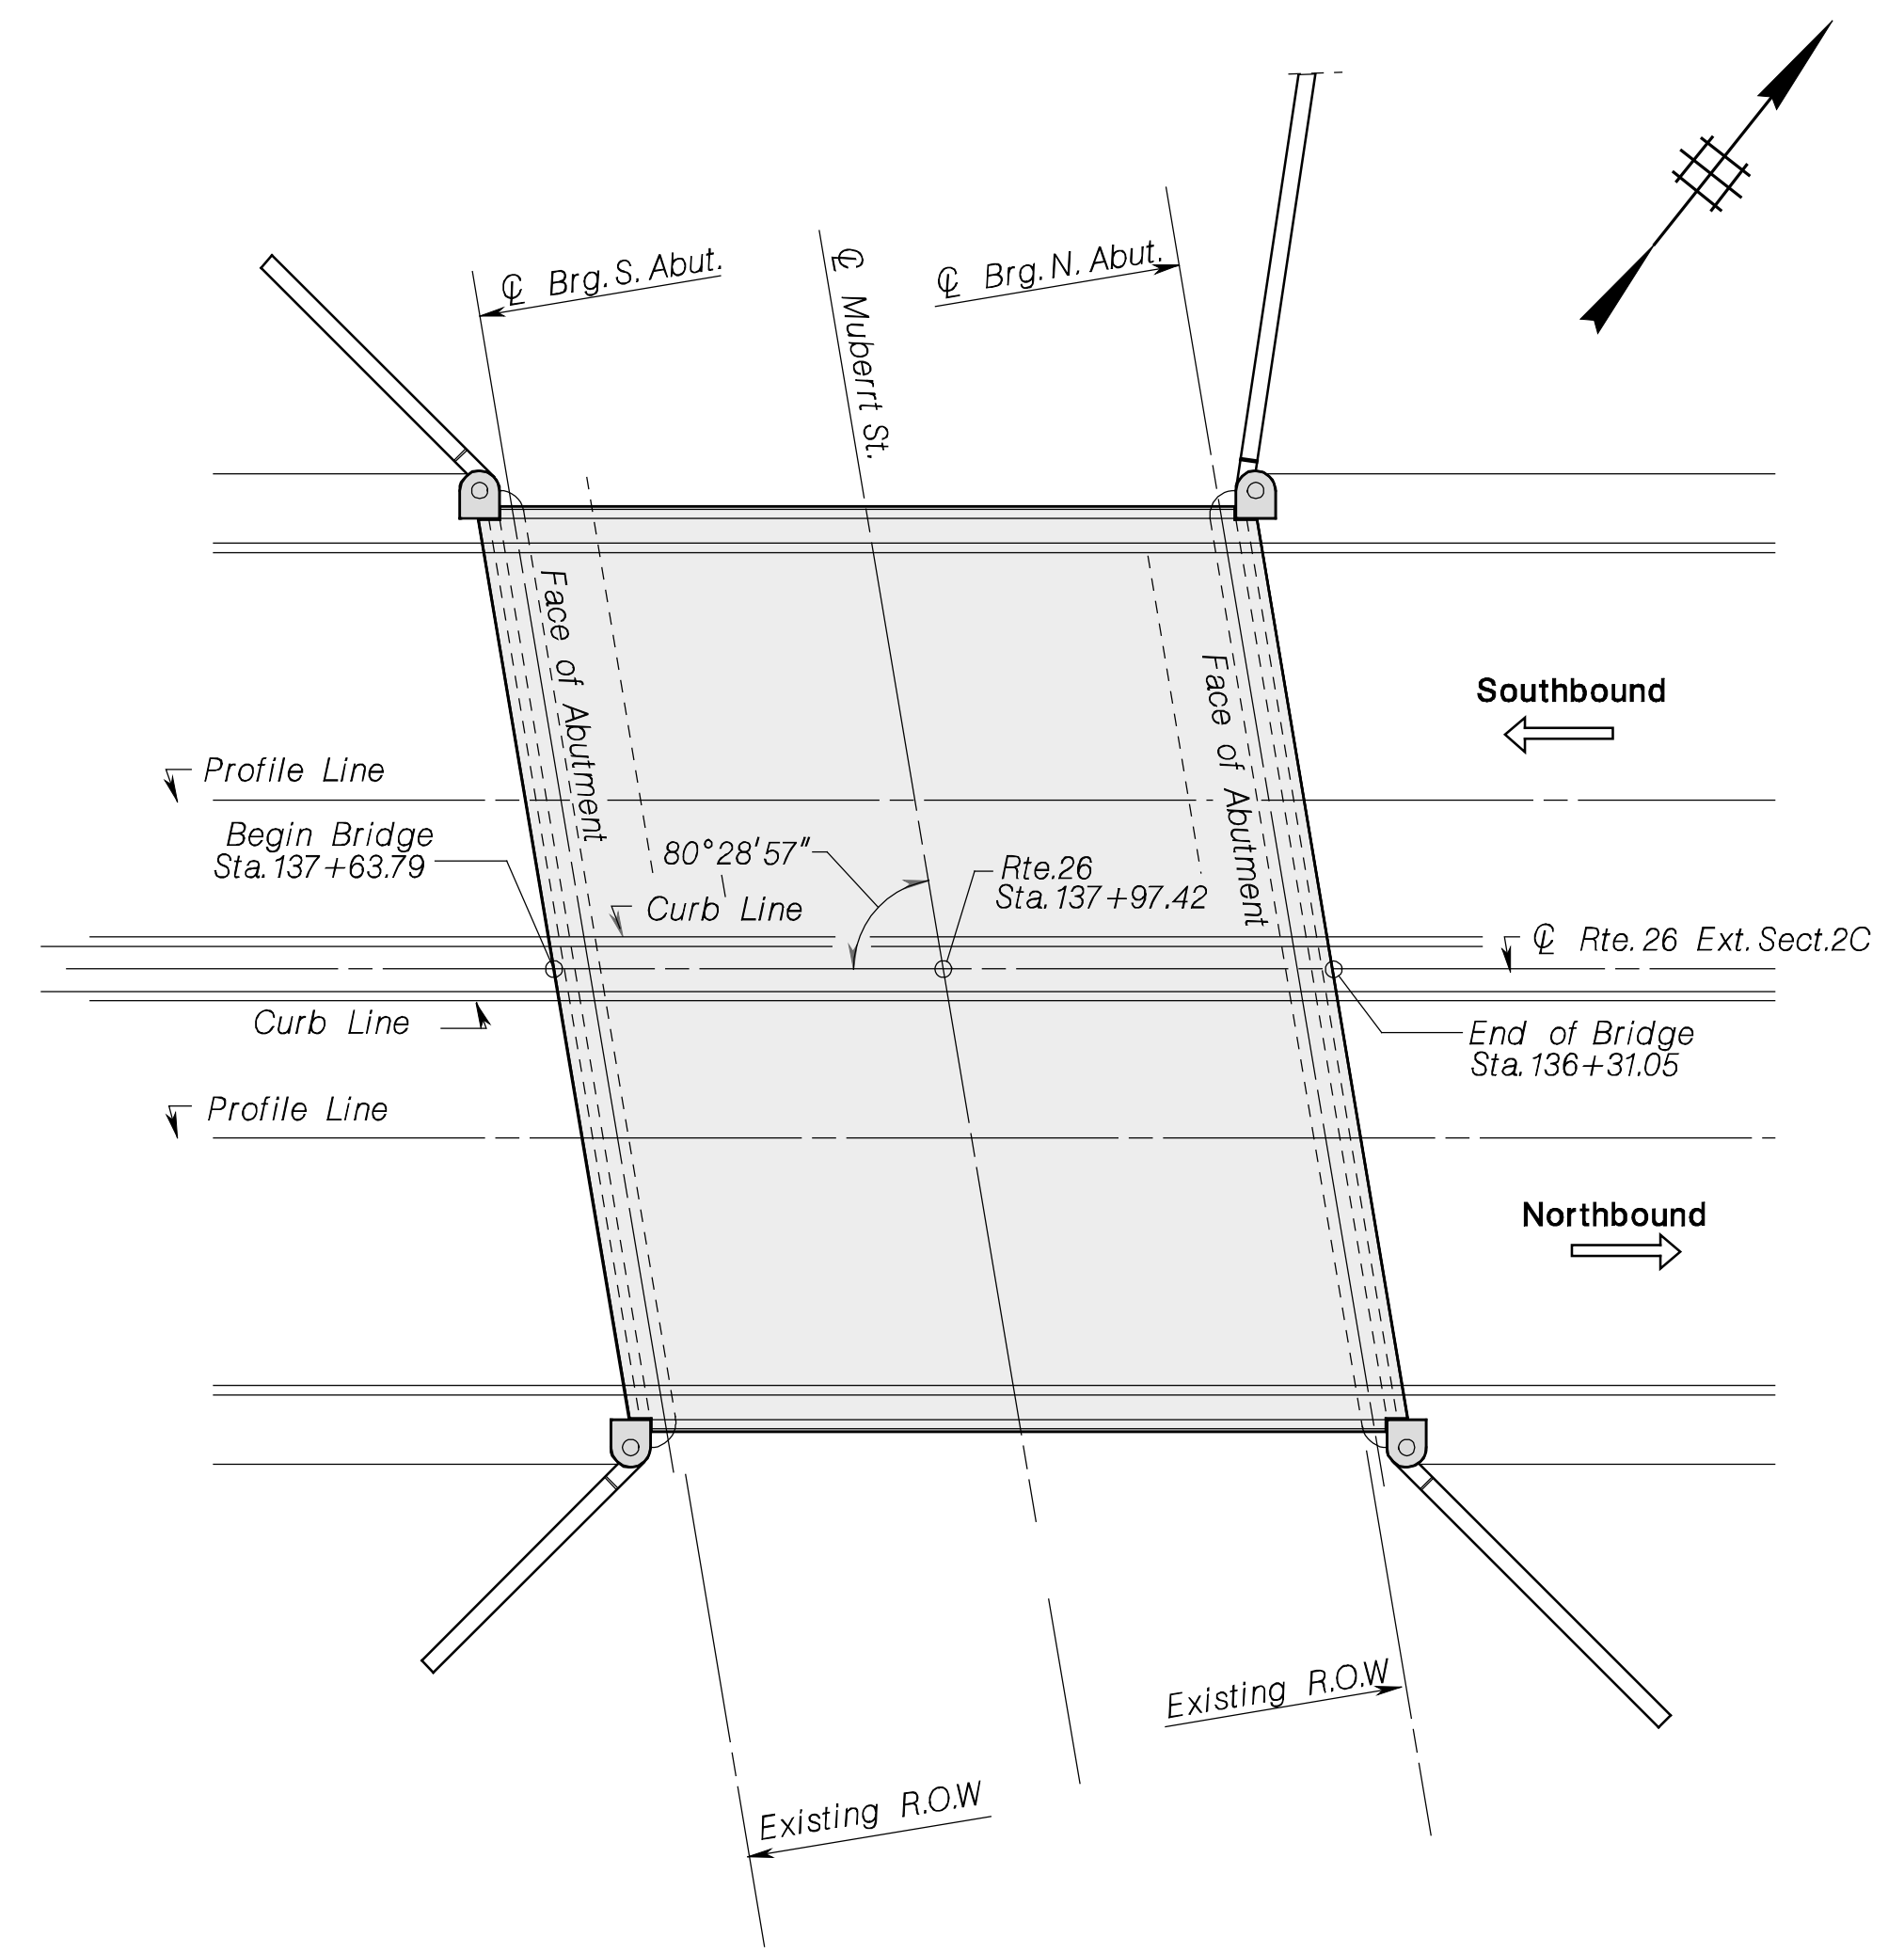 ℄ Brg. S. Abut.
℄ Mubert St.
℄ Brg. N. Abut.
Face of Abutment
Face of Abutment
Southbound
Profile Line
Begin Bridge
Sta. 137+63.79
80°28'57"
Rte. 26
Sta. 137+97.42
Curb Line
℄ Rte. 26 Ext. Sect. 2C
Curb Line
End of Bridge
Sta. 136+31.05
Profile Line
Northbound
Existing R.O.W
Existing R.O.W